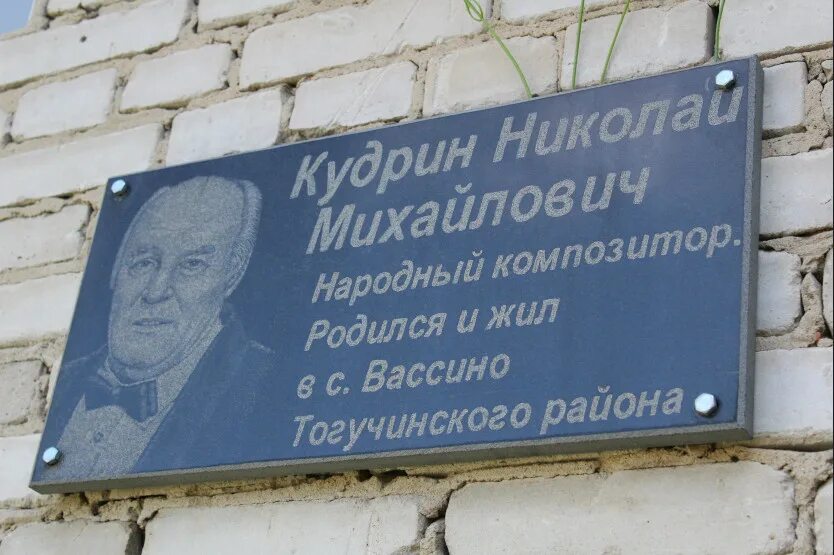 Кудрин Николай
Михайлович
Народный композитор.
Родился и жил
в с. Вассино
Тогучинского района